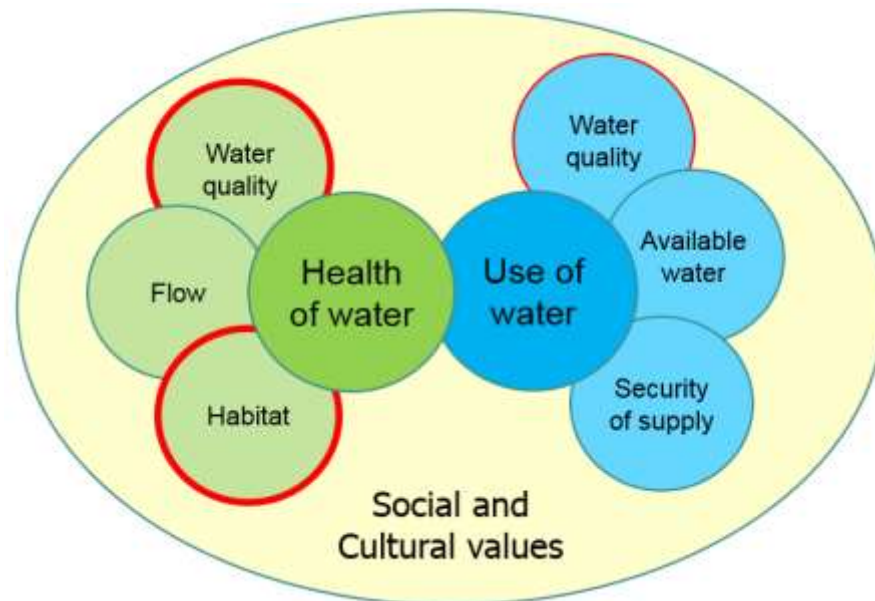 Water
quality
Flow
Habitat
Health
of water
Use of
water
Water
quality
Available
water
Security
of supply
Social and
Cultural values